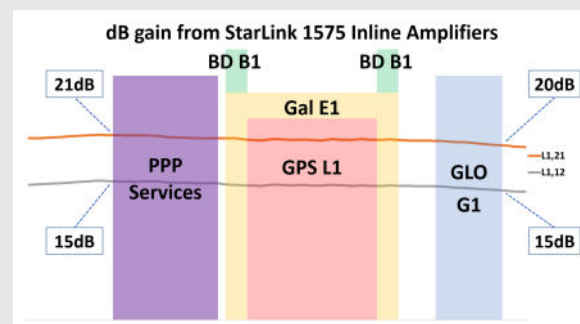 dB gain from StarLink 1575 Inline Amplifiers
BD B1
BD B1
21dB
20dB
Gal E1
PPP
Services
GPS L1
GLO
G1
L1,21
L1,12
15dB
15dB